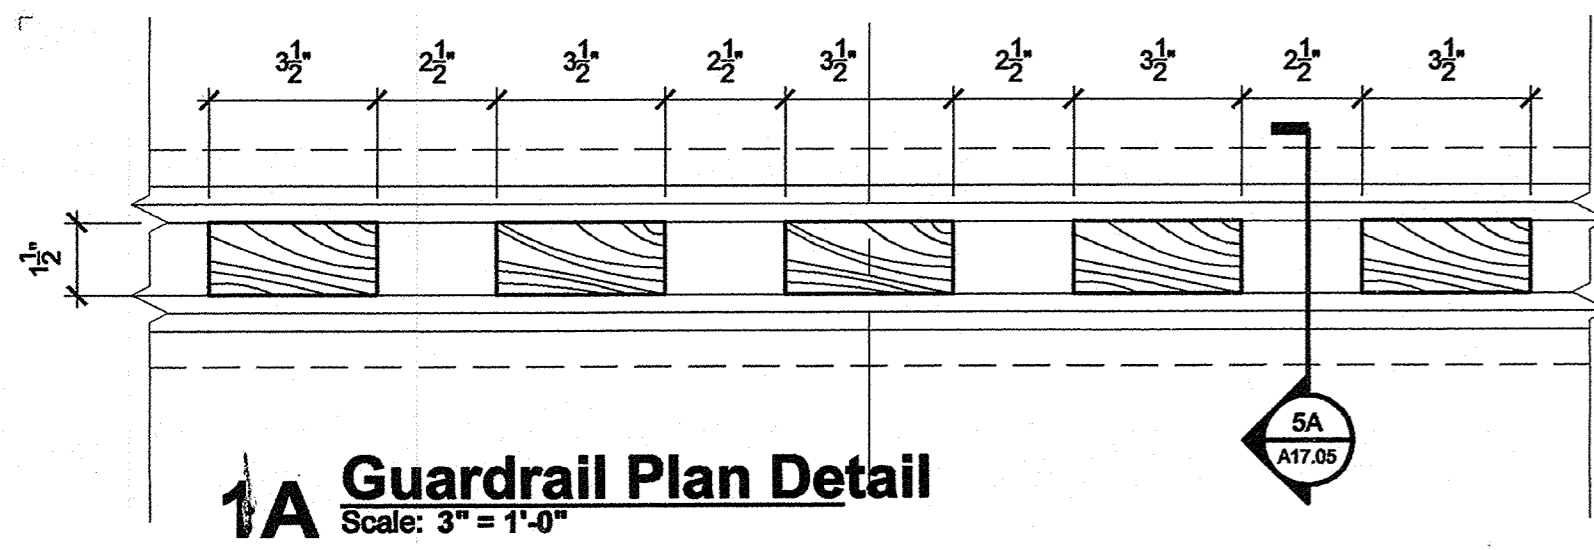 3½" 2½" 3½" 2½" 3½" 2½" 3½" 2½" 3½"
1½"
5A
A17.05
1A Guardrail Plan Detail
Scale: 3" = 1'-0"